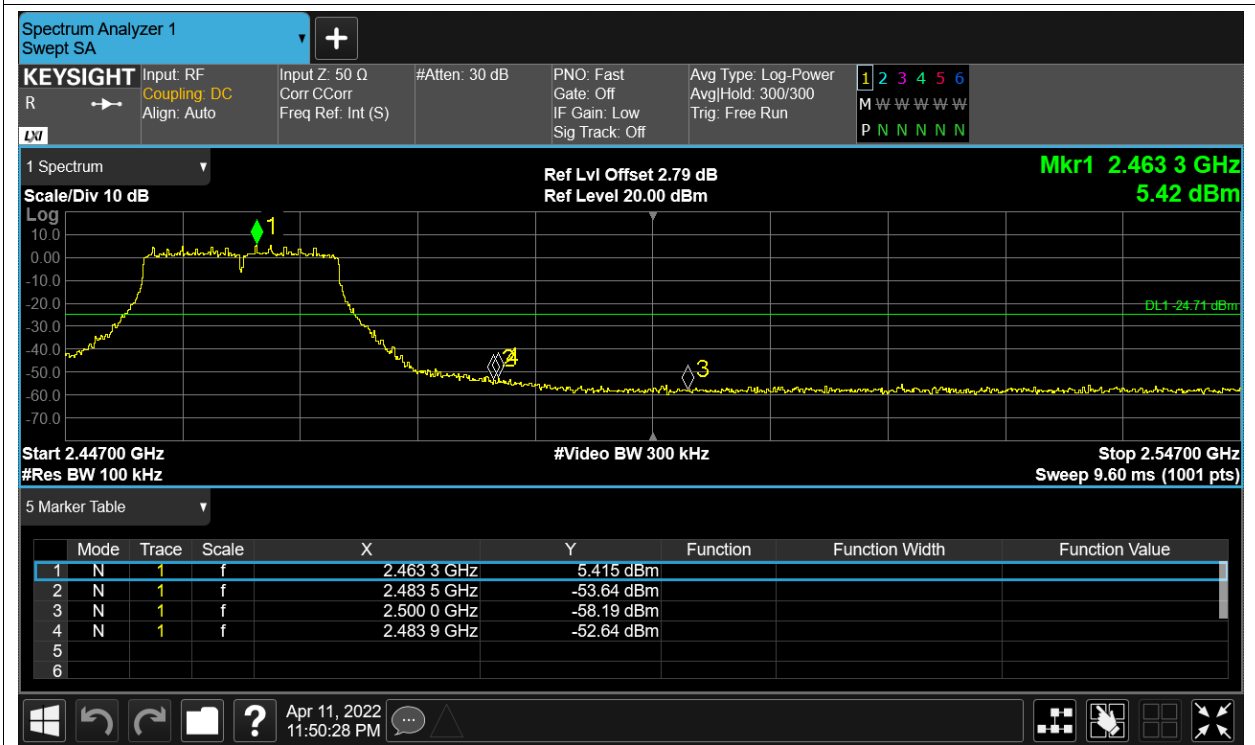 Spectrum Analyzer 1
Swept SA
▼
+
KEYSIGHT Input: RF Input Z: 50 Ω #Atten: 30 dB PNO: Fast Avg Type: Log-Power 1 2 3 4 5 6
R Coupling: DC Corr CCorr Gate: Off Avg|Hold: 300/300 M W W W W W
Align: Auto Freq Ref: Int (S) IF Gain: Low Trig: Free Run
LXI Sig Track: Off P N N N N N
1 Spectrum ▼ Ref Lvl Offset 2.79 dB Mkr1 2.463 3 GHz
Scale/Div 10 dB Ref Level 20.00 dBm 5.42 dBm
Log
1
10.0
0.00
-10.0
-20.0
DL1 -24.71 dBm
-30.0
-40.0
2 4
-50.0
3
-60.0
-70.0
Start 2.44700 GHz #Video BW 300 kHz Stop 2.54700 GHz
#Res BW 100 kHz Sweep 9.60 ms (1001 pts)
5 Marker Table ▼
Mode Trace Scale X Y Function Function Width Function Value
1 N 1 f 2.463 3 GHz 5.415 dBm
2 N 1 f 2.483 5 GHz -53.64 dBm
3 N 1 f 2.500 0 GHz -58.19 dBm
4 N 1 f 2.483 9 GHz -52.64 dBm
5
6
? Apr 11, 2022
11:50:28 PM